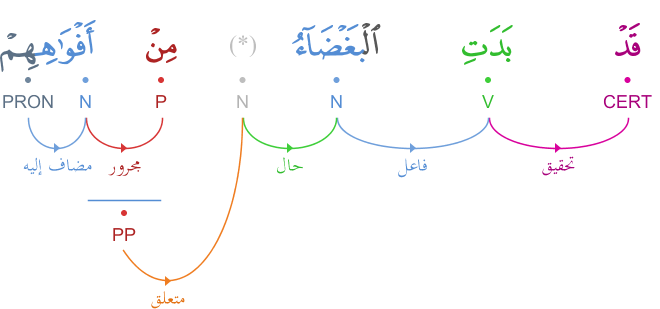 قَدْ بَدَتِ ٱلْبَغْضَآءُ (*) مِنْ أَفْوَٰهِهِمْ
CERT V N N P N PRON
تحقيق فاعل حال مجرور مضاف إليه
PP
متعلق